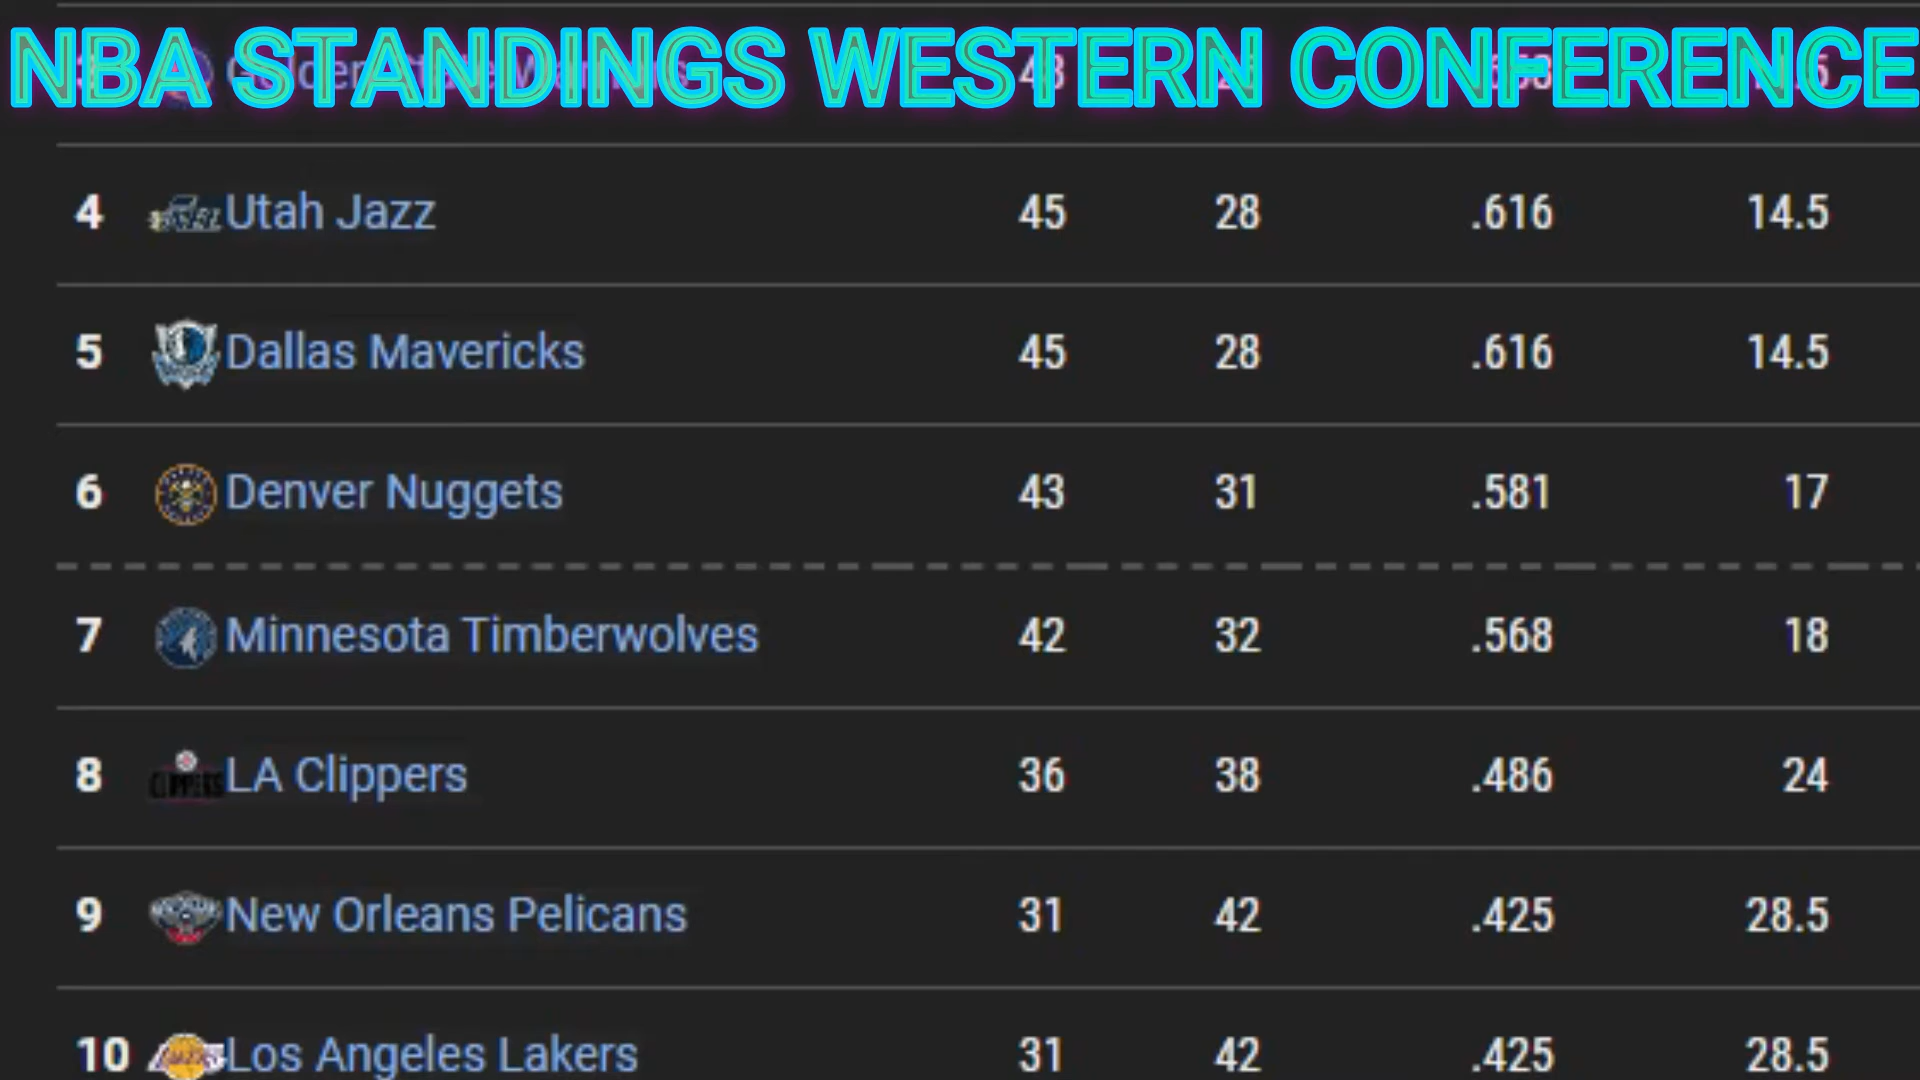 NBA STANDINGS WESTERN CONFERENCE
4 Utah Jazz 45 28 .616 14.5
5 Dallas Mavericks 45 28 .616 14.5
6 Denver Nuggets 43 31 .581 17
7 Minnesota Timberwolves 42 32 .568 18
8 CLIPPERS LA Clippers 36 38 .486 24
9 New Orleans Pelicans 31 42 .425 28.5
10 Los Angeles Lakers 31 42 .425 28.5